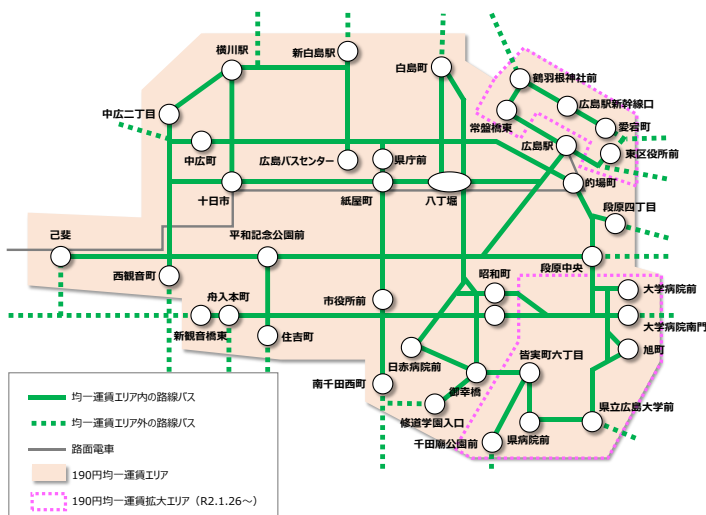 新白島駅
横川駅
白島町
鶴羽根神社前
広島駅新幹線口
中広二丁目
常盤橋東
愛宕町
広島駅
中広町
広島バスセンター
県庁前
東区役所前
十日市
紙屋町
八丁堀
的場町
段原四丁目
己斐
平和記念公園前
西観音町
昭和町
段原中央
大学病院前
舟入本町
市役所前
新観音橋東
住吉町
大学病院南門
日赤病院前
皆実町六丁目
旭町
南千田西町
御幸橋
修道学園入口
県立広島大学前
千田廟公園前
県病院前
均一運賃エリア内の路線バス
均一運賃エリア外の路線バス
路面電車
190円均一運賃エリア
190円均一運賃拡大エリア（R2.1.26～）